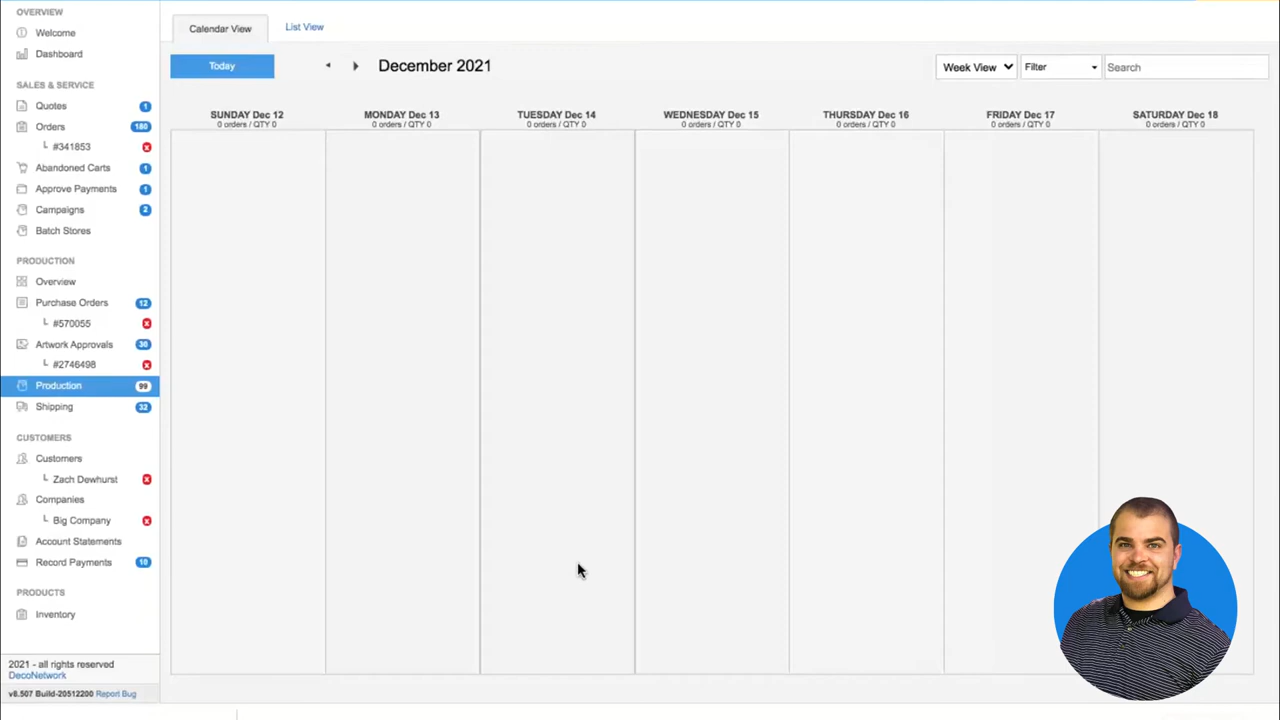 OVERVIEW
Welcome
Dashboard
SALES & SERVICE
Quotes 1
Orders 180
#341853
Abandoned Carts 1
Approve Payments 1
Campaigns 2
Batch Stores
PRODUCTION
Overview
Purchase Orders 12
#570055
Artwork Approvals 36
#2746498
Production 99
Shipping 32
CUSTOMERS
Customers
Zach Dewhurst
Companies
Big Company
Account Statements
Record Payments 10
PRODUCTS
Inventory
2021 - all rights reserved
DecoNetwork
v8.507 Build-20512200 Report Bug
Calendar View List View
Today December 2021 Week View Filter Search
SUNDAY Dec 12 MONDAY Dec 13 TUESDAY Dec 14 WEDNESDAY Dec 15 THURSDAY Dec 16 FRIDAY Dec 17 SATURDAY Dec 18
0 orders / QTY 0 0 orders / QTY 0 0 orders / QTY 0 0 orders / QTY 0 0 orders / QTY 0 0 orders / QTY 0 0 orders / QTY 0